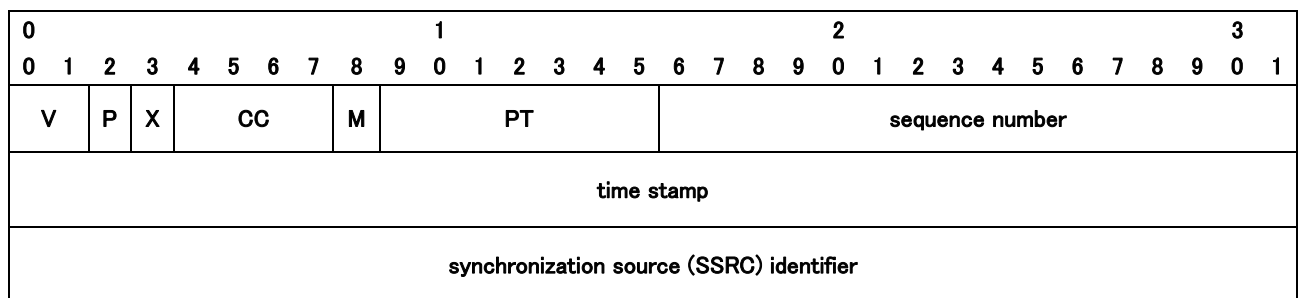 0 1 2 3
0 1 2 3 4 5 6 7 8 9 0 1 2 3 4 5 6 7 8 9 0 1 2 3 4 5 6 7 8 9 0 1
V P X CC M PT sequence number
time stamp
synchronization source (SSRC) identifier